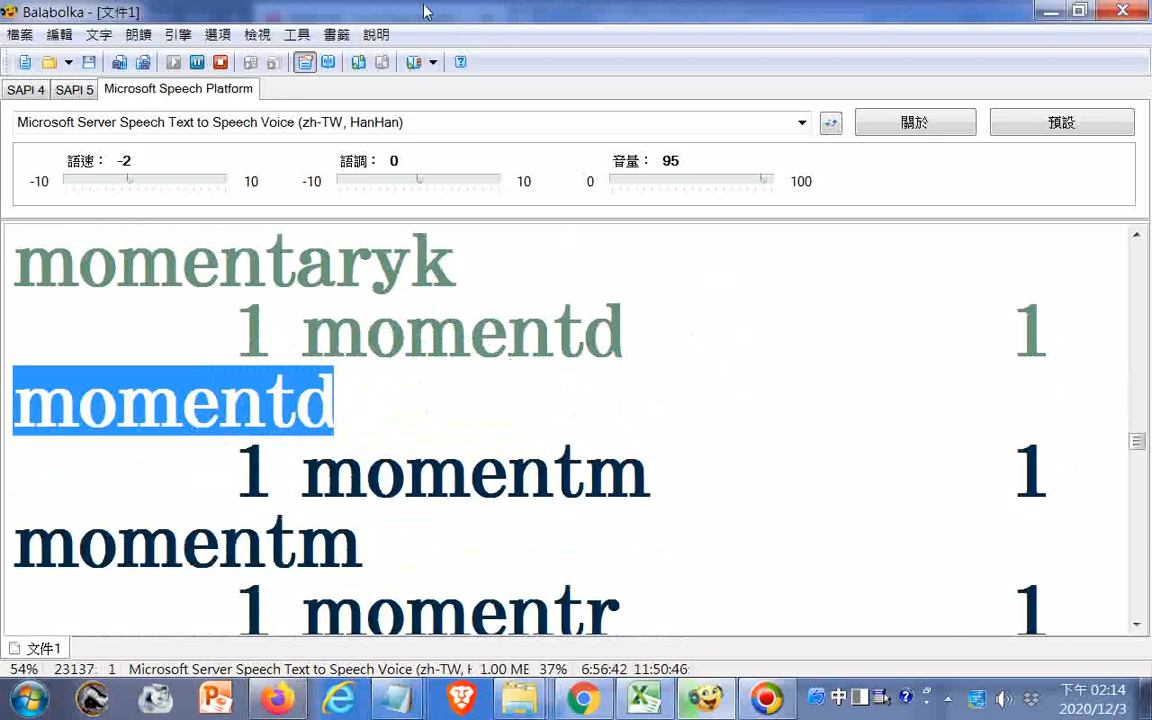 Balabolka - [文件1]
檔案 編輯 文字 朗讀 引擎 選項 檢視 工具 書籤 說明
SAPI 4 SAPI 5 Microsoft Speech Platform
Microsoft Server Speech Text to Speech Voice (zh-TW, HanHan) 關於 預設
語速： -2 語調： 0 音量： 95
-10 10 -10 10 0 100
momentaryk
1 momentd 1
momentd
1 momentm 1
momentm
1 momentr 1
文件1
54% 23137: 1 Microsoft Server Speech Text to Speech Voice (zh-TW, H 1.00 ME 37% 6:56:42 11:50:46
中 下午 02:14
2020/12/3